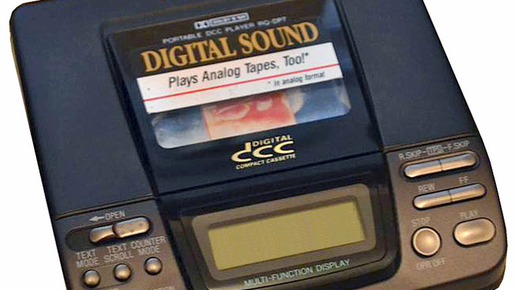 PORTABLE DCC PLAYER RQ-DP7
DIGITAL SOUND
Plays Analog Tapes, Too!*
* in analog format
DIGITAL
dcc
COMPACT CASSETTE
OPEN
TEXT MODE
TEXT SCROLL
COUNTER MODE
MULTI-FUNCTION DISPLAY
R.SKIP
F.SKIP
REW
FF
STOP
PLAY
OPR OFF